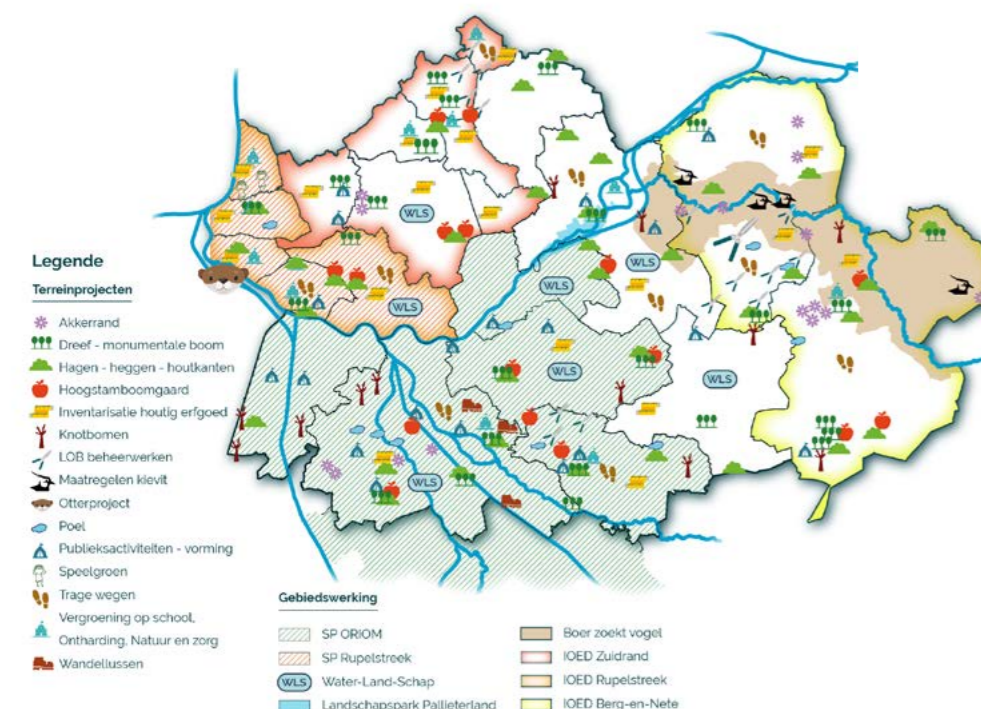 WLS
WLS
WLS
WLS
WLS
WLS
WLS
Legende
Terreinprojecten
Akkerrand
Dreef - monumentale boom
Hagen - heggen - houtkanten
Hoogstamboomgaard
Inventarisatie houtig erfgoed
Knotbomen
LOB beheerwerken
Maatregelen kievit
Otterproject
Poel
Publieksactiviteiten - vorming
Speelgroen
Trage wegen
Vergroening op school,
Ontharding, Natuur en zorg
Wandellussen
Gebiedswerking
SP ORIOM
SP Rupelstreek
WLS Water-Land-Schap
Landschapspark Pallieterland
Boer zoekt vogel
IOED Zuidrand
IOED Rupelstreek
IOED Berg-en-Nete